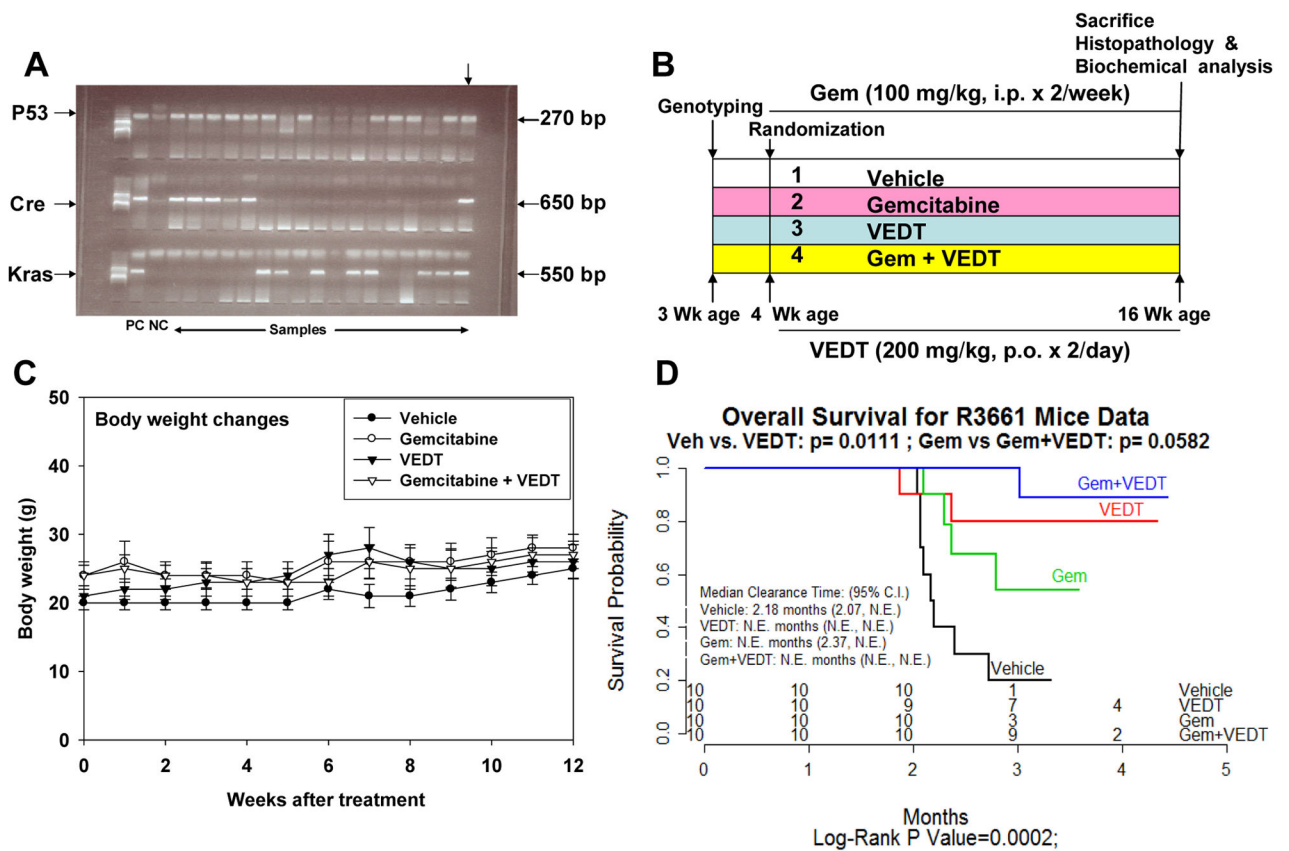 A
P53
270 bp
Cre
650 bp
Kras
550 bp
PC NC
Samples
B
Sacrifice
Histopathology &
Biochemical analysis
Gem (100 mg/kg, i.p. x 2/week)
Genotyping
Randomization
1 Vehicle
2 Gemcitabine
3 VEDT
4 Gem + VEDT
3 Wk age 4 Wk age 16 Wk age
VEDT (200 mg/kg, p.o. x 2/day)
C
Body weight changes
Vehicle
Gemcitabine
VEDT
Gemcitabine + VEDT
50
40
30
20
10
0
Body weight (g)
0 2 4 6 8 10 12
Weeks after treatment
D
Overall Survival for R3661 Mice Data
Veh vs. VEDT: p= 0.0111 ; Gem vs Gem+VEDT: p= 0.0582
1.0
0.8
0.6
0.4
0.2
0.0
Survival Probability
Gem+VEDT
VEDT
Gem
Vehicle
Median Clearance Time: (95% C.I.)
Vehicle: 2.18 months (2.07, N.E.)
VEDT: N.E. months (N.E., N.E.)
Gem: N.E. months (2.37, N.E.)
Gem+VEDT: N.E. months (N.E., N.E.)
10 10 10 1 Vehicle
10 10 9 7 4 VEDT
10 10 10 3 Gem
10 10 10 9 2 Gem+VEDT
0 1 2 3 4 5
Months
Log-Rank P Value=0.0002;